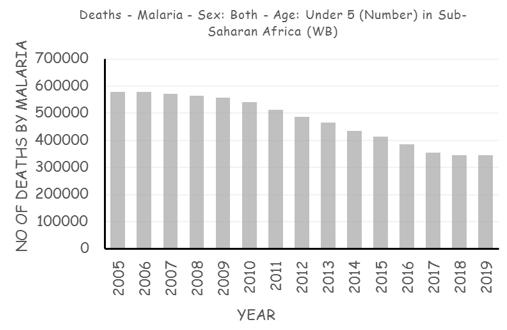 Deaths - Malaria - Sex: Both - Age: Under 5 (Number) in Sub-
Saharan Africa (WB)
NO OF DEATHS BY MALARIA
700000
600000
500000
400000
300000
200000
100000
0
2005 2006 2007 2008 2009 2010 2011 2012 2013 2014 2015 2016 2017 2018 2019
YEAR